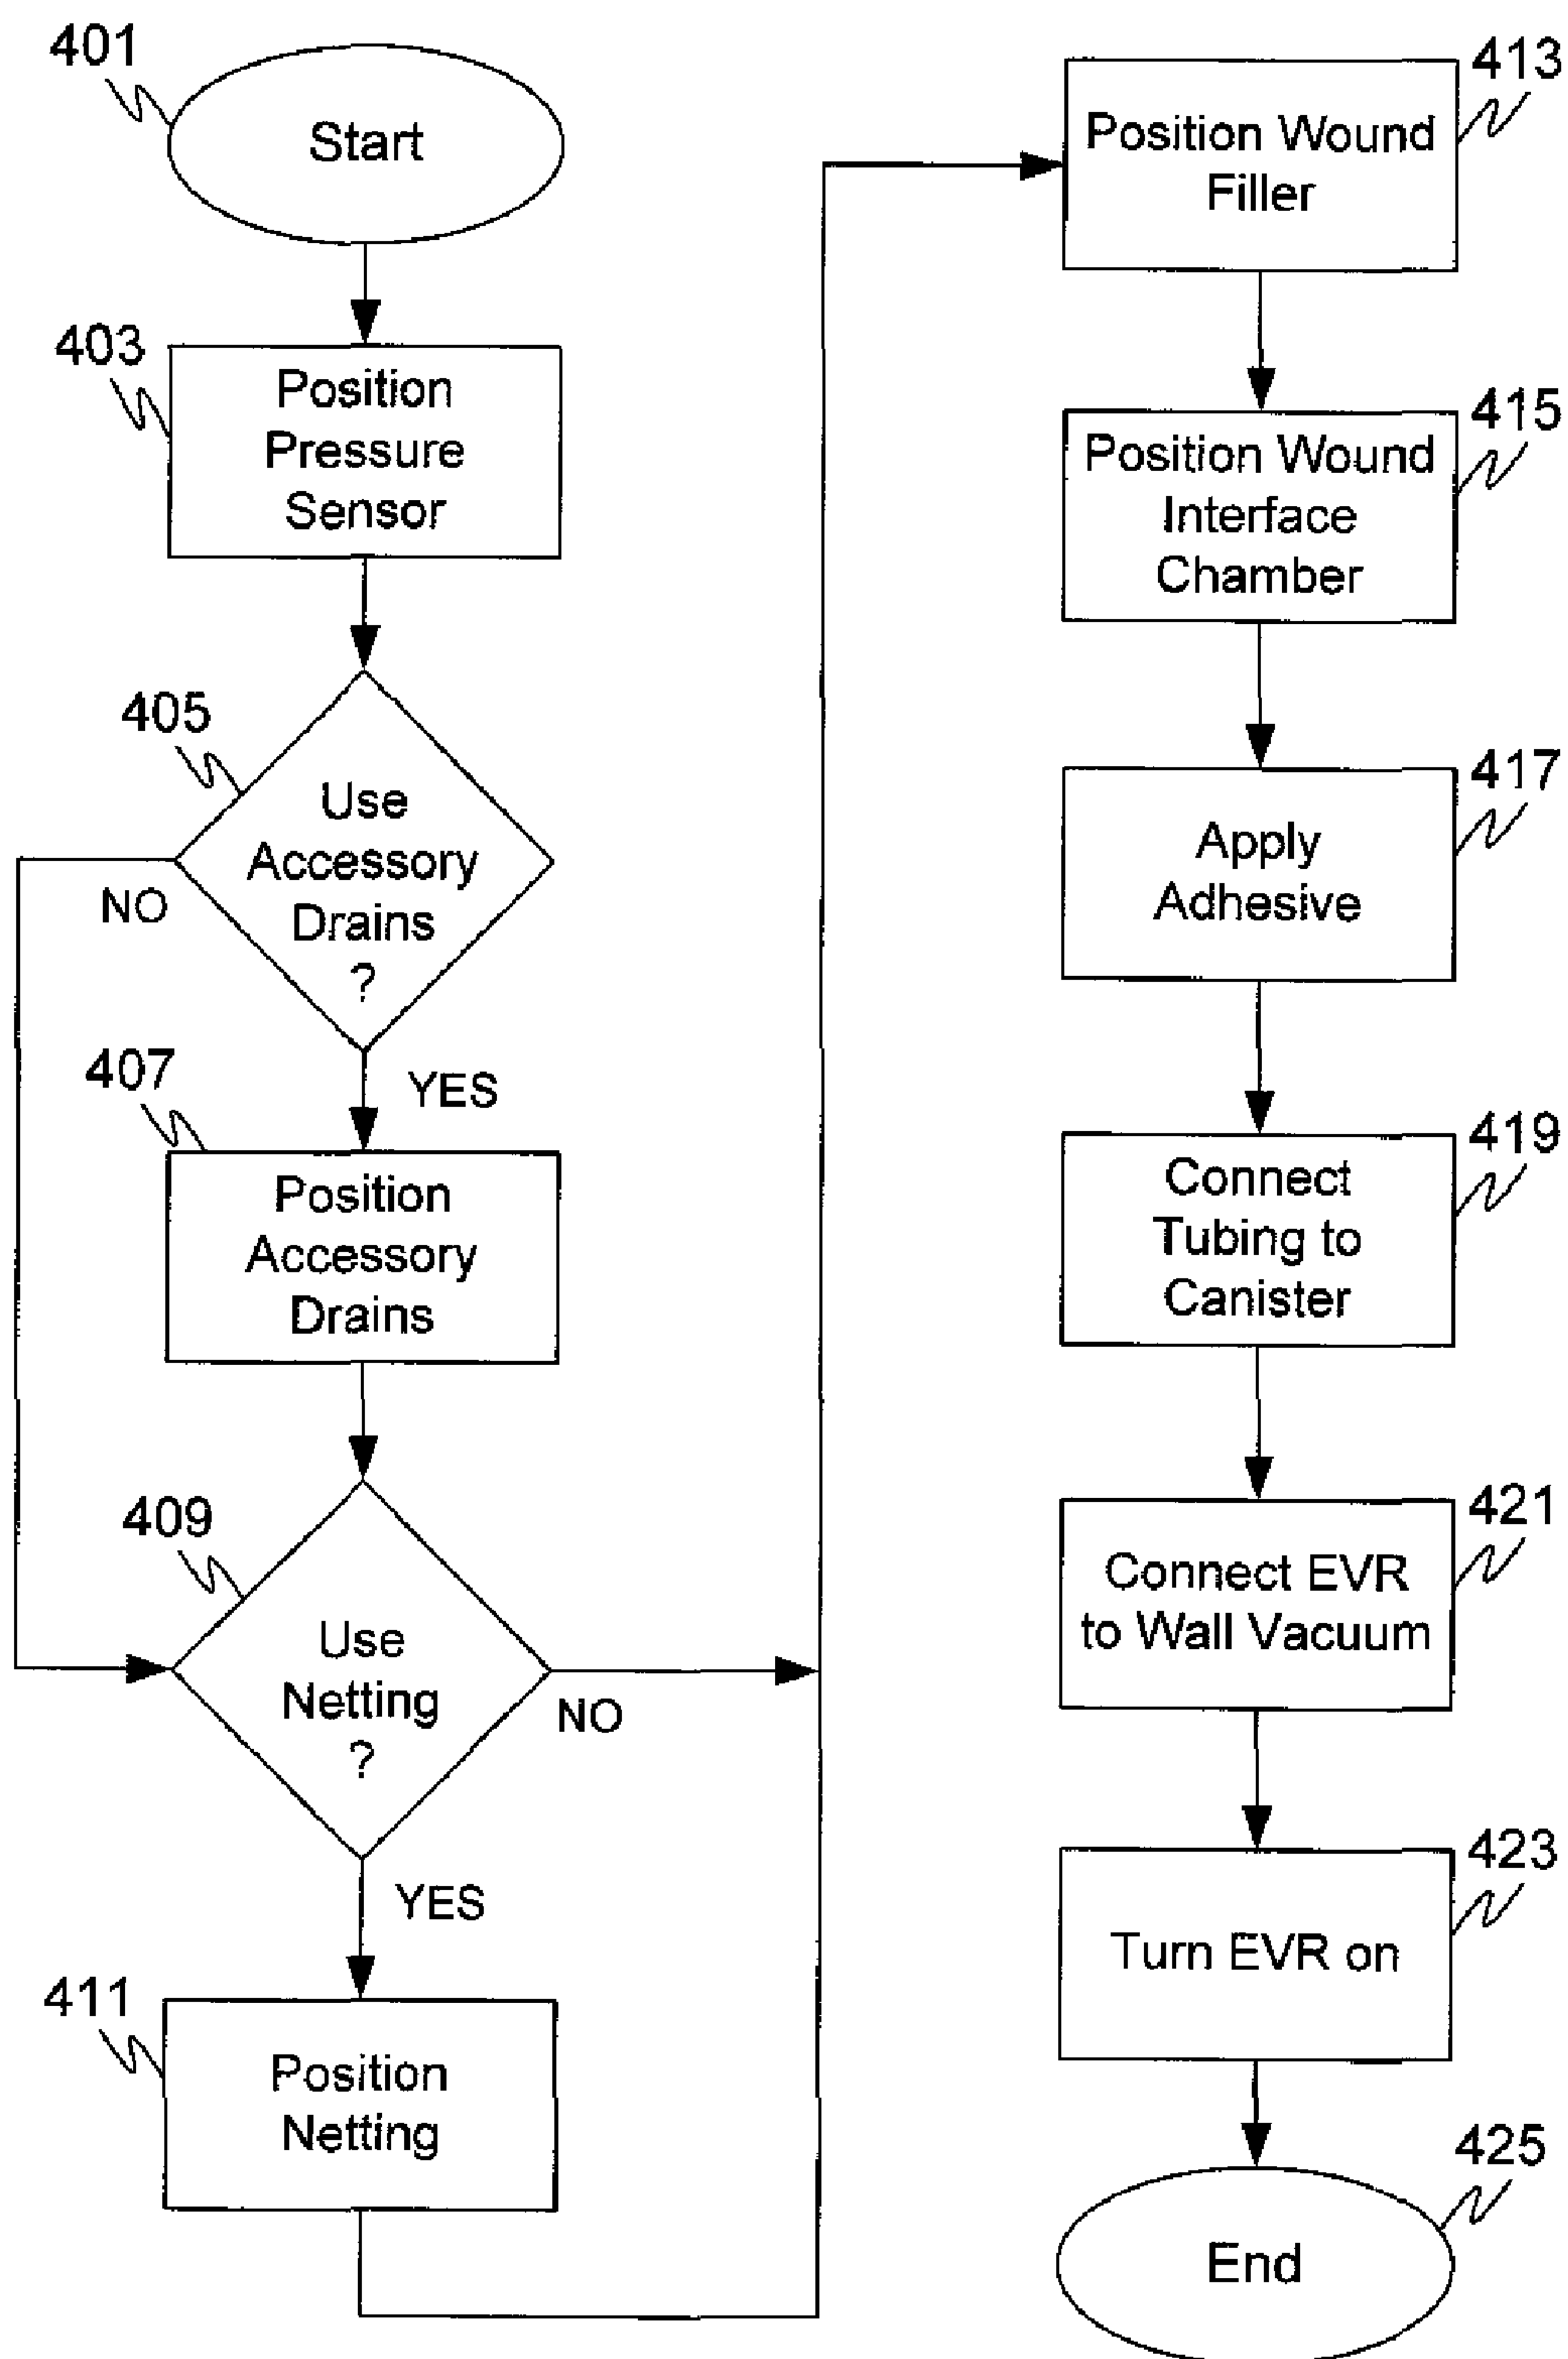 401
Start
403
Position
Pressure
Sensor
405
Use
Accessory
Drains
?
NO
YES
407
Position
Accessory
Drains
409
Use
Netting
?
NO
YES
411
Position
Netting
413
Position Wound
Filler
415
Position Wound
Interface
Chamber
417
Apply
Adhesive
419
Connect
Tubing to
Canister
421
Connect EVR
to Wall Vacuum
423
Turn EVR on
425
End